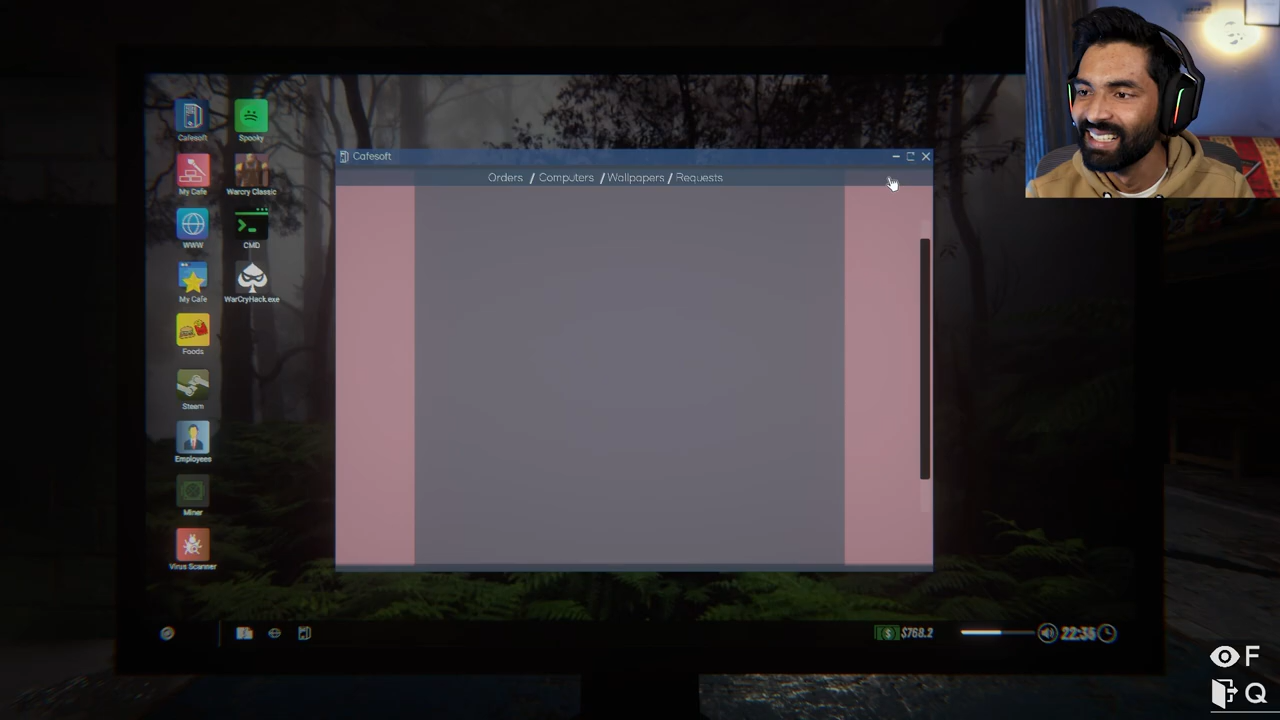 Cafesoft
Spooky
Cafesoft
Orders / Computers / Wallpapers / Requests
My Cafe
Warcry Classic
WWW
CMD
My Cafe
WarCryHack.exe
Foods
Steam
Employees
Miner
Virus Scanner
$768.2
22:35
F
Q